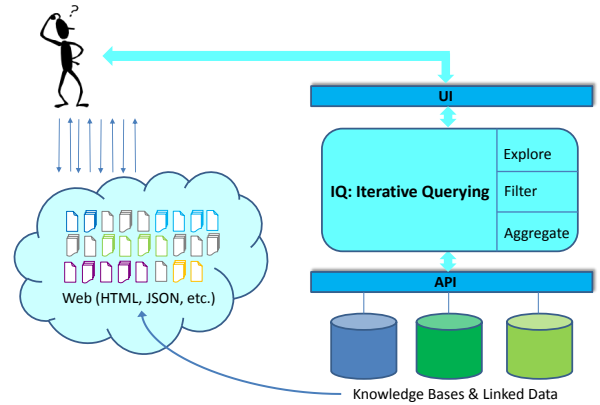 ?
UI
IQ: Iterative Querying
Explore
Filter
Aggregate
API
Web (HTML, JSON, etc.)
Knowledge Bases & Linked Data